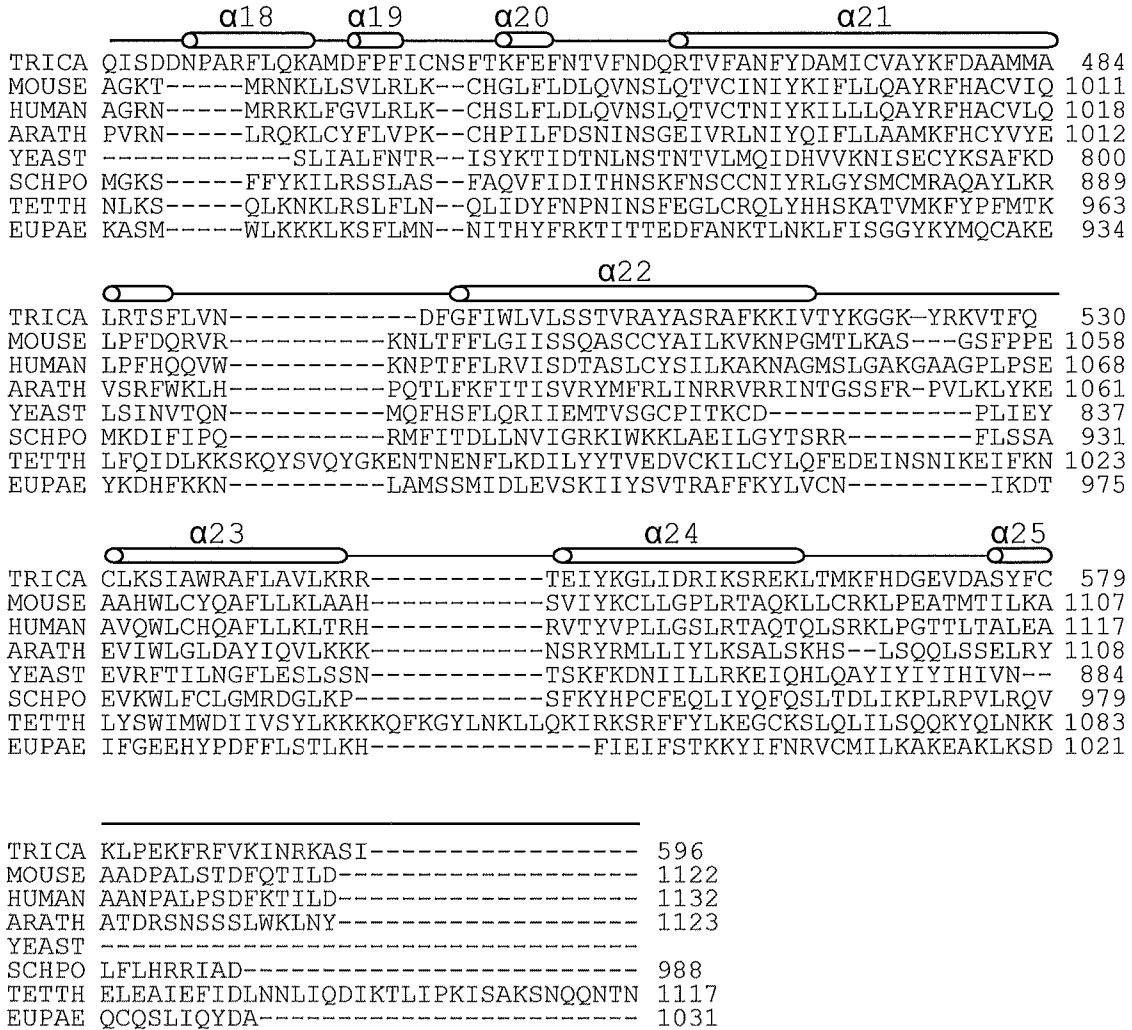 α18 α19 α20 α21
TRICA QISDDNPARFLQKAMDFPFICNSFTKFEFNTVFNDQRTVFANFYDAMICVAYKFDAAMMA 484
MOUSE AGKT-----MRNKLLSVLRLK--CHGLFLDLQVNSLQTVCINIYKIFLLQAYRFHACVIQ 1011
HUMAN AGRN-----MRRKLFGVLRLK--CHSLFLDLQVNSLQTVCTNIYKILLLQAYRFHACVLQ 1018
ARATH PVRN-----LRQKLCYFLVPK--CHPILFDSNINSGEIVRLNIYQIFLLAAMKFHCYVYE 1012
YEAST ------------SLIALFNTR--ISYKTIDTNLNSTNTVLMQIDHVVKNISECYKSAFKD 800
SCHPO MGKS-----FFYKILRSSLAS--FAQVFIDITHNSKFNSCCNIYRLGYSMCMRAQAYLKR 889
TETTH NLKS-----QLKNKLRSLFLN--QLIDYFNPNINSFEGLCRQLYHHSKATVMKFYPFMTK 963
EUPAE KASM-----WLKKKLKSFLMN--NITHYFRKTITTEDFANKTLNKLFISGGYKYMQCAKE 934
α22
TRICA LRTSFLVN------------DFGFIWLVLSSTVRAYASRAFKKIVTYKGGK-YRKVTFQ 530
MOUSE LPFDQRVR----------KNLTFFLGIISSQASCCYAILKVKNPGMTLKAS---GSFPPE 1058
HUMAN LPFHQQVW----------KNPTFFLRVISDTASLCYSILKAKNAGMSLGAKGAAGPLPSE 1068
ARATH VSRFWKLH----------PQTLFKFITITSVRYMFRLINRRVRRINTGSSFR-PVLKLYKE 1061
YEAST LSINVTQN----------MQFHSFLQRIIEMTVSGCPITKCD-------------PLIEY 837
SCHPO MKDIFIPQ----------RMFITDLLNVIGRKIWKKLAEILGYTSRR--------FLSSA 931
TETTH LFQIDLKKSKQYSVQYGKENTNENFLKDILYYTVEDVCKILCYLQFEDEINSNIKEIFKN 1023
EUPAE YKDHFKKN----------LAMSSMIDLEVSKIIYSVTRAFFKYLVCN---------IKDT 975
α23 α24 α25
TRICA CLKSIAWRAFLAVLKRR-----------TEIYKGLIDRIKSREKLTMKFHDGEVDASYFC 579
MOUSE AAHWLCYQAFLLKLAAH-----------SVIYKCLLGPLRTAQKLLCRKLPEATMTILKA 1107
HUMAN AVQWLCHQAFLLKLTRH-----------RVTYVPLLGSLRTAQTQLSRKLPGTTLTALEA 1117
ARATH EVIWLGLDAYIQVLKKK-----------NSRYRMLLIYLKSALSKHS--LSQQLSSELRY 1108
YEAST EVRFTILNGFLESLSSN-----------TSKFKDNIILLRKEIQHLQAYIYIYIHIVN-- 884
SCHPO EVKWLFCLGMRDGLKP-----------SFKYHPCFEQLIYQFQSLTDLIKPLRPVLRQV 979
TETTH LYSWIMWDIIVSYLKKKKQFKGYLNKLLQKIRKSRFFYLKEGCKSLQLILSQQKYQLNKK 1083
EUPAE IFGEEHYPDFFLSTLKH--------------FIEIFSTKKYIFNRVCMILKAKEAKLKSD 1021
TRICA KLPEKFRFVKINRKASI----------------- 596
MOUSE AADPALSTDFQTILD------------------- 1122
HUMAN AANPALPSDFKTILD------------------- 1132
ARATH ATDRSNSSSLWKLNY------------------- 1123
YEAST ----------------------------------
SCHPO LFLHRRIAD------------------------- 988
TETTH ELEAIEFIDLNNLIQDIKTLIPKISAKSNQQNTN 1117
EUPAE QCQSLIQYDA------------------------ 1031